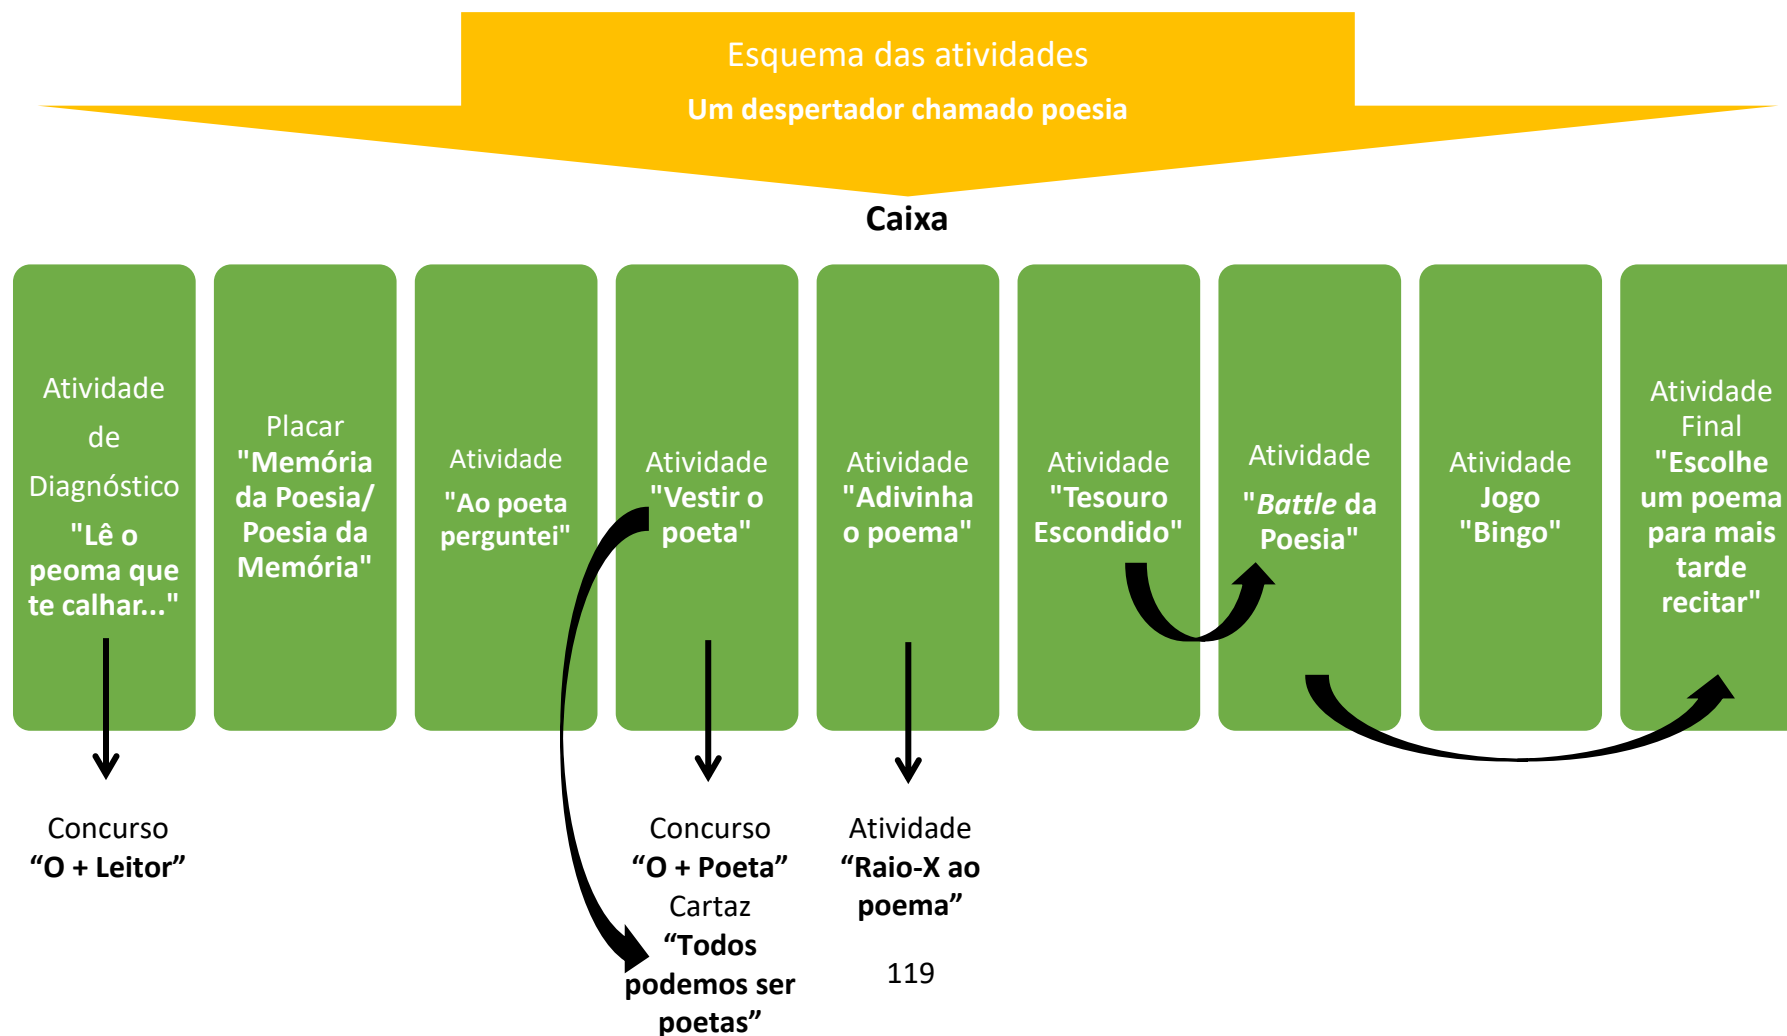 Esquema das atividades
Um despertador chamado poesia
Caixa
Atividade
de
Diagnóstico
"Lê o
peoma que
te calhar..."
Placar
"Memória
da Poesia/
Poesia da
Memória"
Atividade
"Ao poeta
perguntei"
Atividade
"Vestir o
poeta"
Atividade
"Adivinha
o poema"
Atividade
"Tesouro
Escondido"
Atividade
"Battle da
Poesia"
Atividade
Jogo
"Bingo"
Atividade
Final
"Escolhe
um poema
para mais
tarde
recitar"
Concurso
“O + Leitor”
Concurso
“O + Poeta”
Cartaz
“Todos
podemos ser
poetas”
Atividade
“Raio-X ao
poema”
119